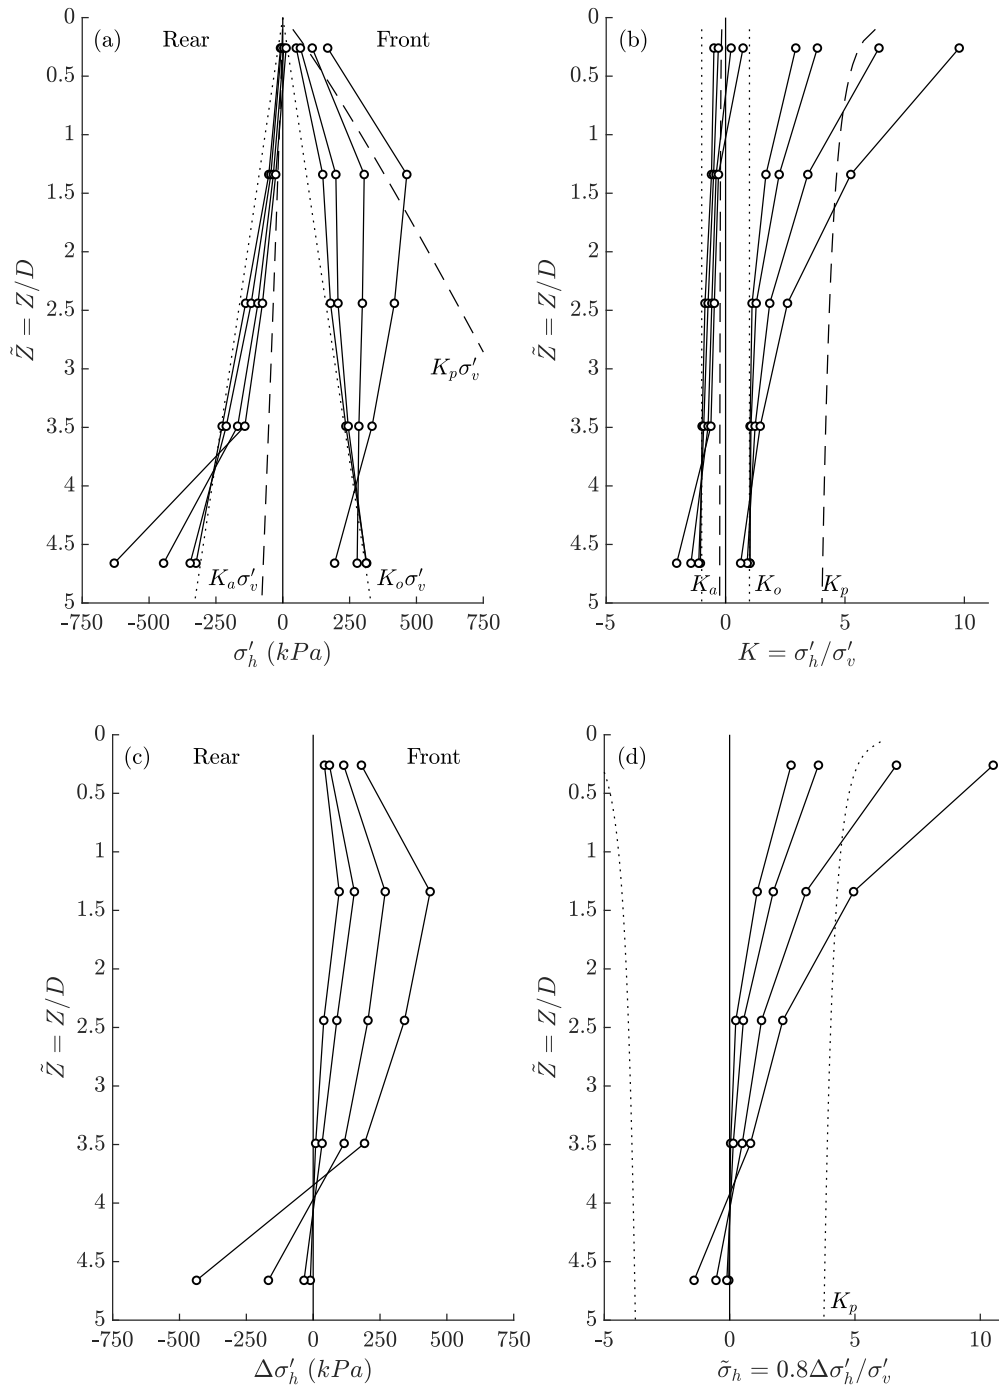 (a) Rear Front
0
0.5
1
1.5
2
2.5
3
3.5
4
4.5
5
Z̃ = Z/D
K_pσ′_v
K_aσ′_v
K_oσ′_v
-750 -500 -250 0 250 500 750
σ′_h (kPa)
(b)
0
0.5
1
1.5
2
2.5
3
3.5
4
4.5
5
Z̃ = Z/D
K_a K_o K_p
-5 0 5 10
K = σ′_h/σ′_v
(c) Rear Front
0
0.5
1
1.5
2
2.5
3
3.5
4
4.5
5
Z̃ = Z/D
-750 -500 -250 0 250 500 750
Δσ′_h (kPa)
(d)
0
0.5
1
1.5
2
2.5
3
3.5
4
4.5
5
Z̃ = Z/D
K_p
-5 0 5 10
σ̃_h = 0.8Δσ′_h/σ′_v